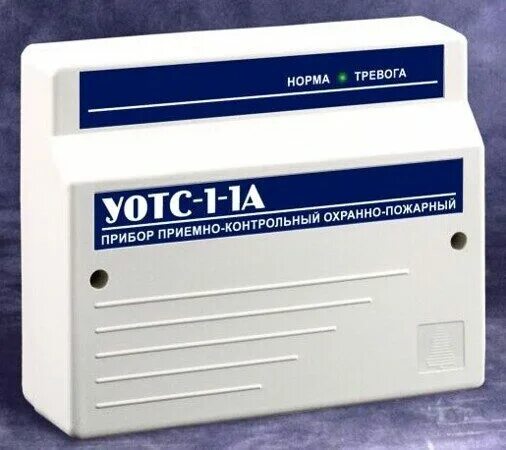 НОРМА ТРЕВОГА
УОТС-1-1А
ПРИБОР ПРИЕМНО-КОНТРОЛЬНЫЙ ОХРАННО-ПОЖАРНЫЙ